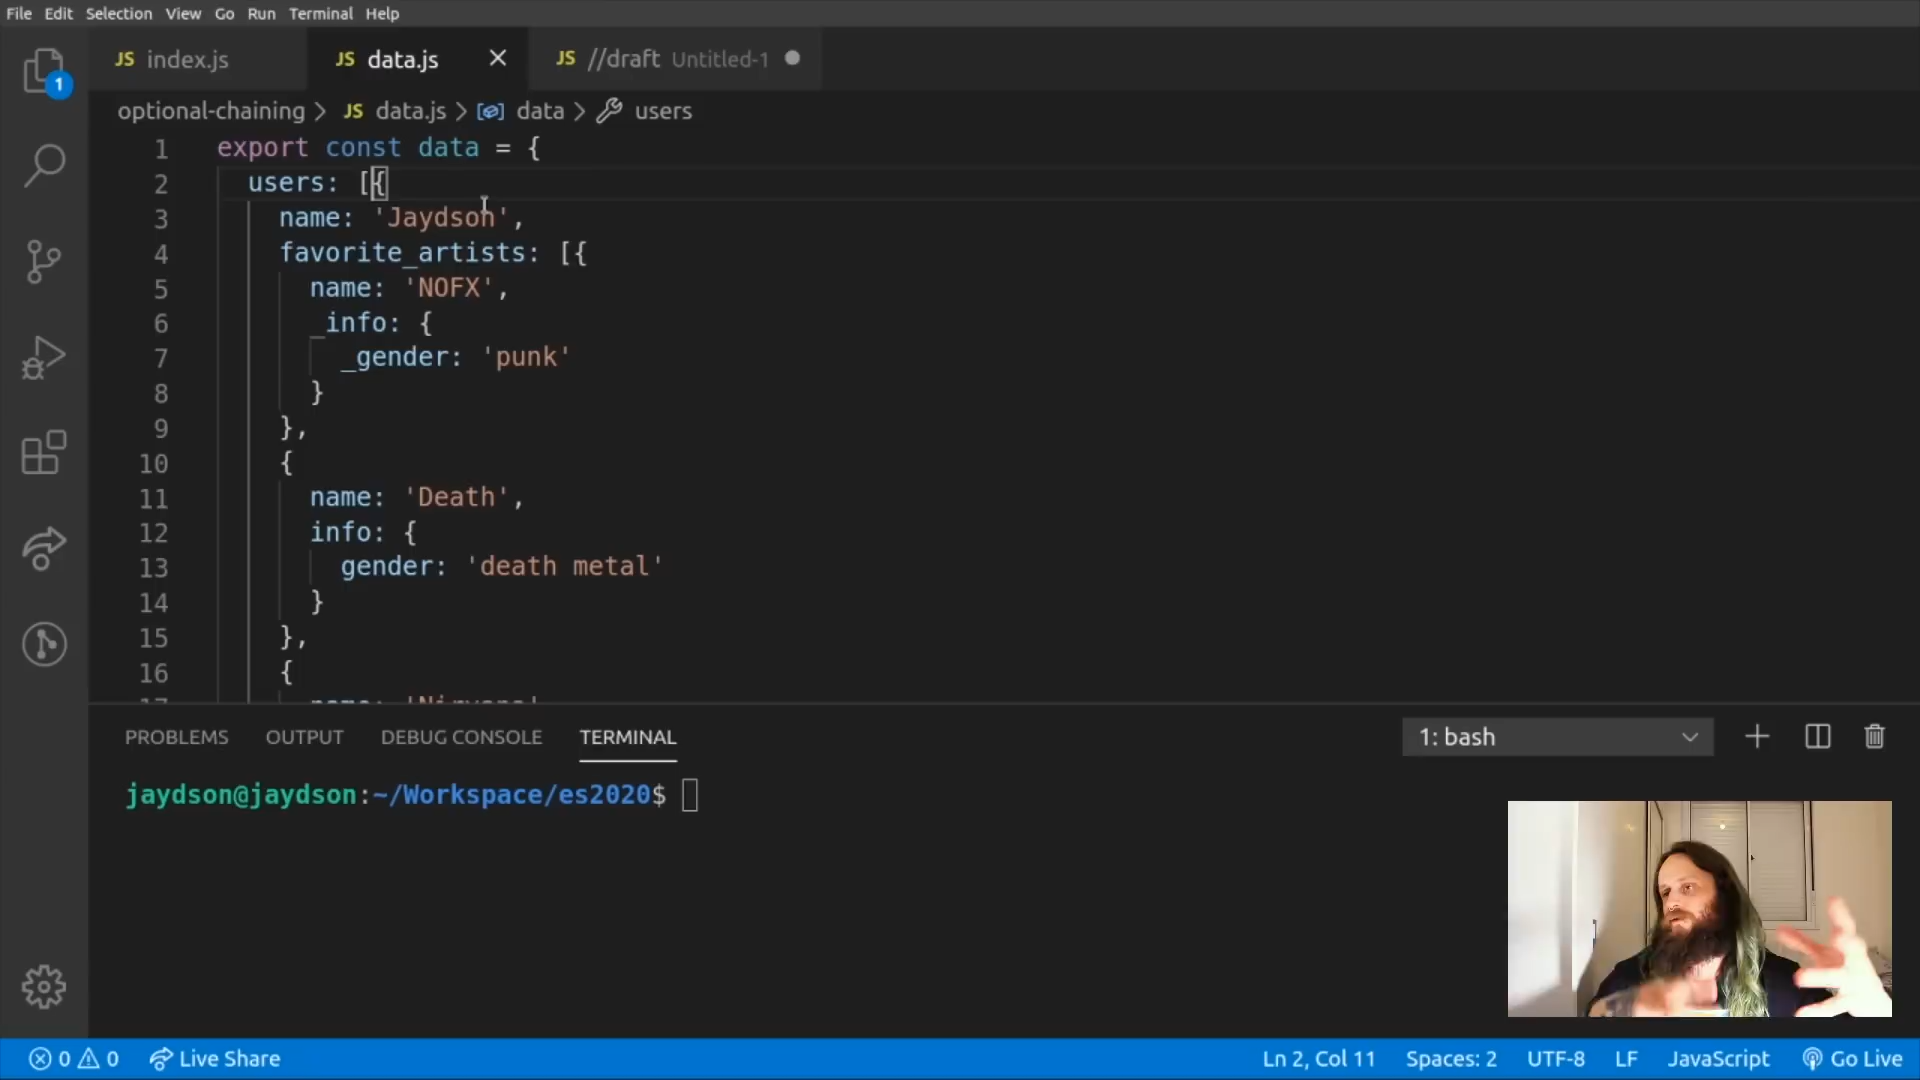 File Edit Selection View Go Run Terminal Help
JS index.js JS data.js JS //draft Untitled-1
1
optional-chaining > JS data.js > data > users
1 export const data = {
2 users: [{
3 name: 'Jaydson',
4 favorite_artists: [{
5 name: 'NOFX',
6 _info: {
7 _gender: 'punk'
8 }
9 },
10 {
11 name: 'Death',
12 info: {
13 gender: 'death metal'
14 }
15 },
16 {
17 name: 'Nirvana'
PROBLEMS OUTPUT DEBUG CONSOLE TERMINAL 1: bash
jaydson@jaydson:~/Workspace/es2020$
0 0 Live Share Ln 2, Col 11 Spaces: 2 UTF-8 LF JavaScript Go Live